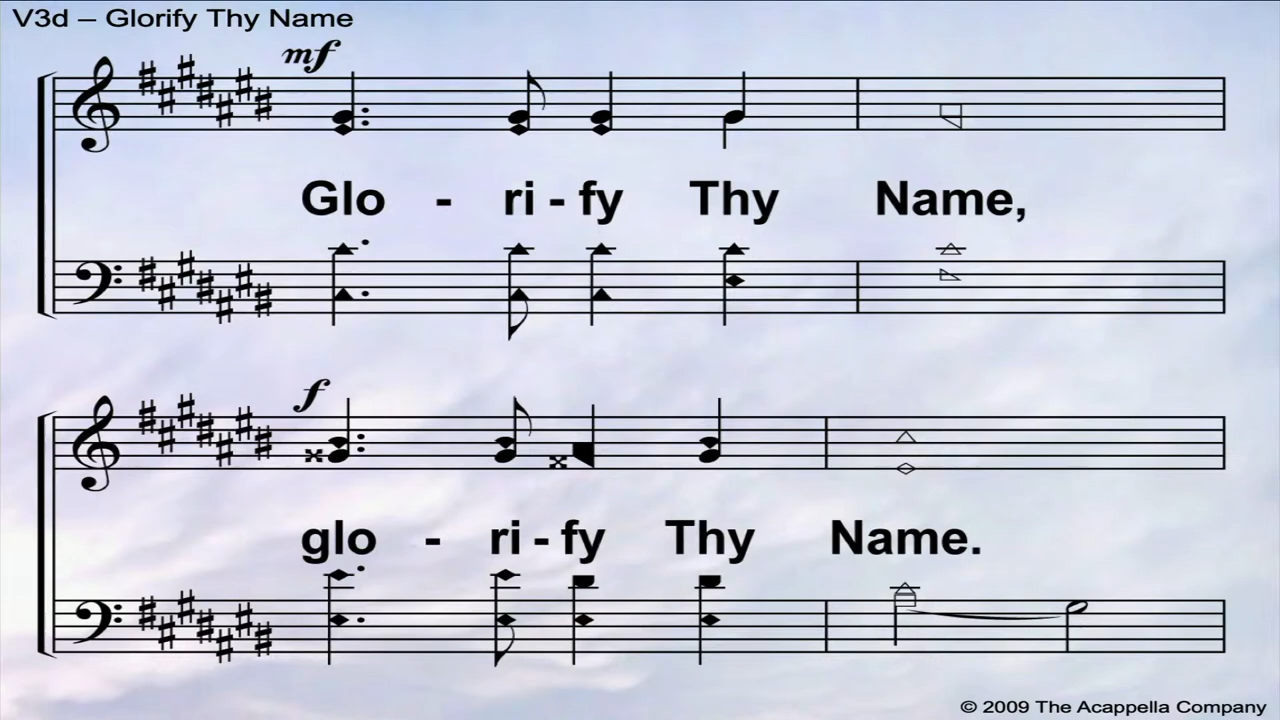 V3d – Glorify Thy Name
mf
Glo - ri - fy Thy Name,
f
glo - ri - fy Thy Name.
© 2009 The Acappella Company